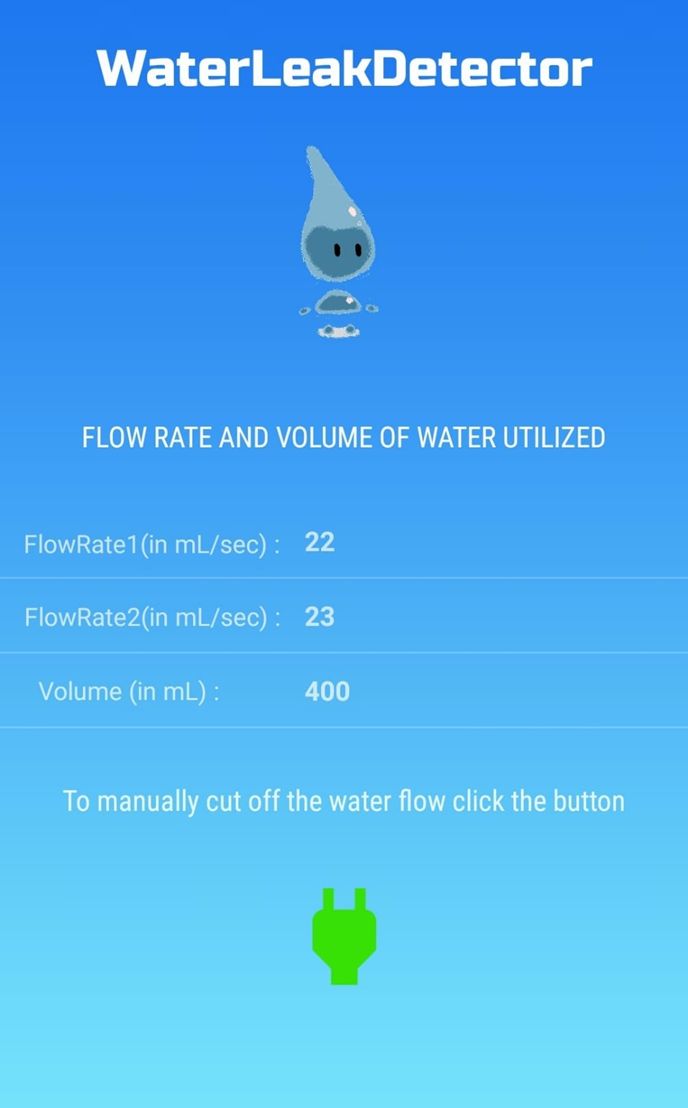 WaterLeakDetector
FLOW RATE AND VOLUME OF WATER UTILIZED
FlowRate1(in mL/sec) : 22
FlowRate2(in mL/sec) : 23
Volume (in mL) : 400
To manually cut off the water flow click the button